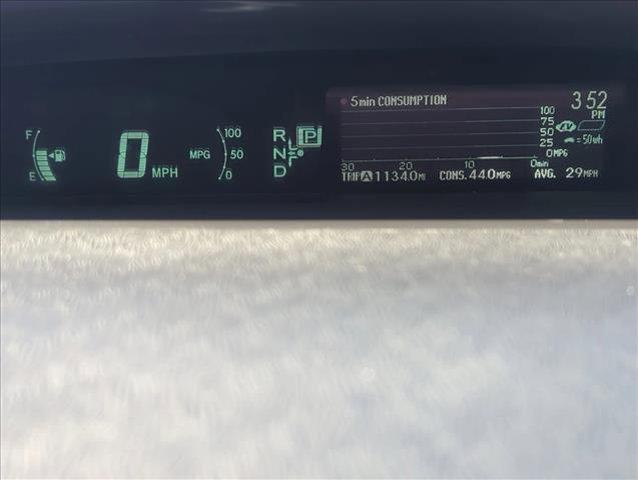 5min CONSUMPTION
3 52
PM
100
75
50
25
0MPG
= 50wh
30 20 10 0min
TRIP A 1134.0MI CONS. 44.0MPG AVG. 29MPH
F
E
0 MPH
MPG
100
50
0
R
N
D
P